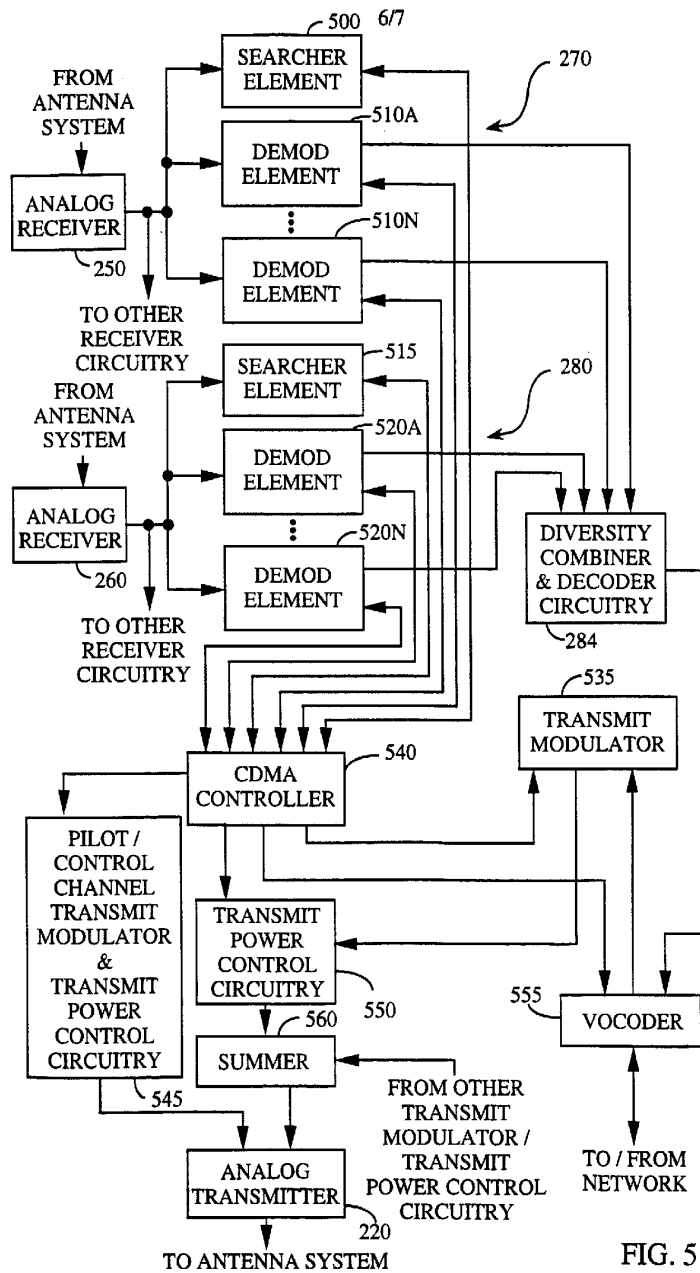 500
6/7
SEARCHER
ELEMENT
270
FROM
ANTENNA
SYSTEM
510A
DEMOD
ELEMENT
ANALOG
RECEIVER
250
510N
DEMOD
ELEMENT
TO OTHER
RECEIVER
CIRCUITRY
515
SEARCHER
ELEMENT
280
FROM
ANTENNA
SYSTEM
520A
DEMOD
ELEMENT
ANALOG
RECEIVER
260
520N
DEMOD
ELEMENT
DIVERSITY
COMBINER
& DECODER
CIRCUITRY
284
TO OTHER
RECEIVER
CIRCUITRY
535
TRANSMIT
MODULATOR
540
CDMA
CONTROLLER
PILOT /
CONTROL
CHANNEL
TRANSMIT
MODULATOR
&
TRANSMIT
POWER
CONTROL
CIRCUITRY
545
TRANSMIT
POWER
CONTROL
CIRCUITRY
550
555
VOCODER
560
SUMMER
FROM OTHER
TRANSMIT
MODULATOR /
TRANSMIT
POWER CONTROL
CIRCUITRY
TO / FROM
NETWORK
ANALOG
TRANSMITTER
220
TO ANTENNA SYSTEM
FIG. 5